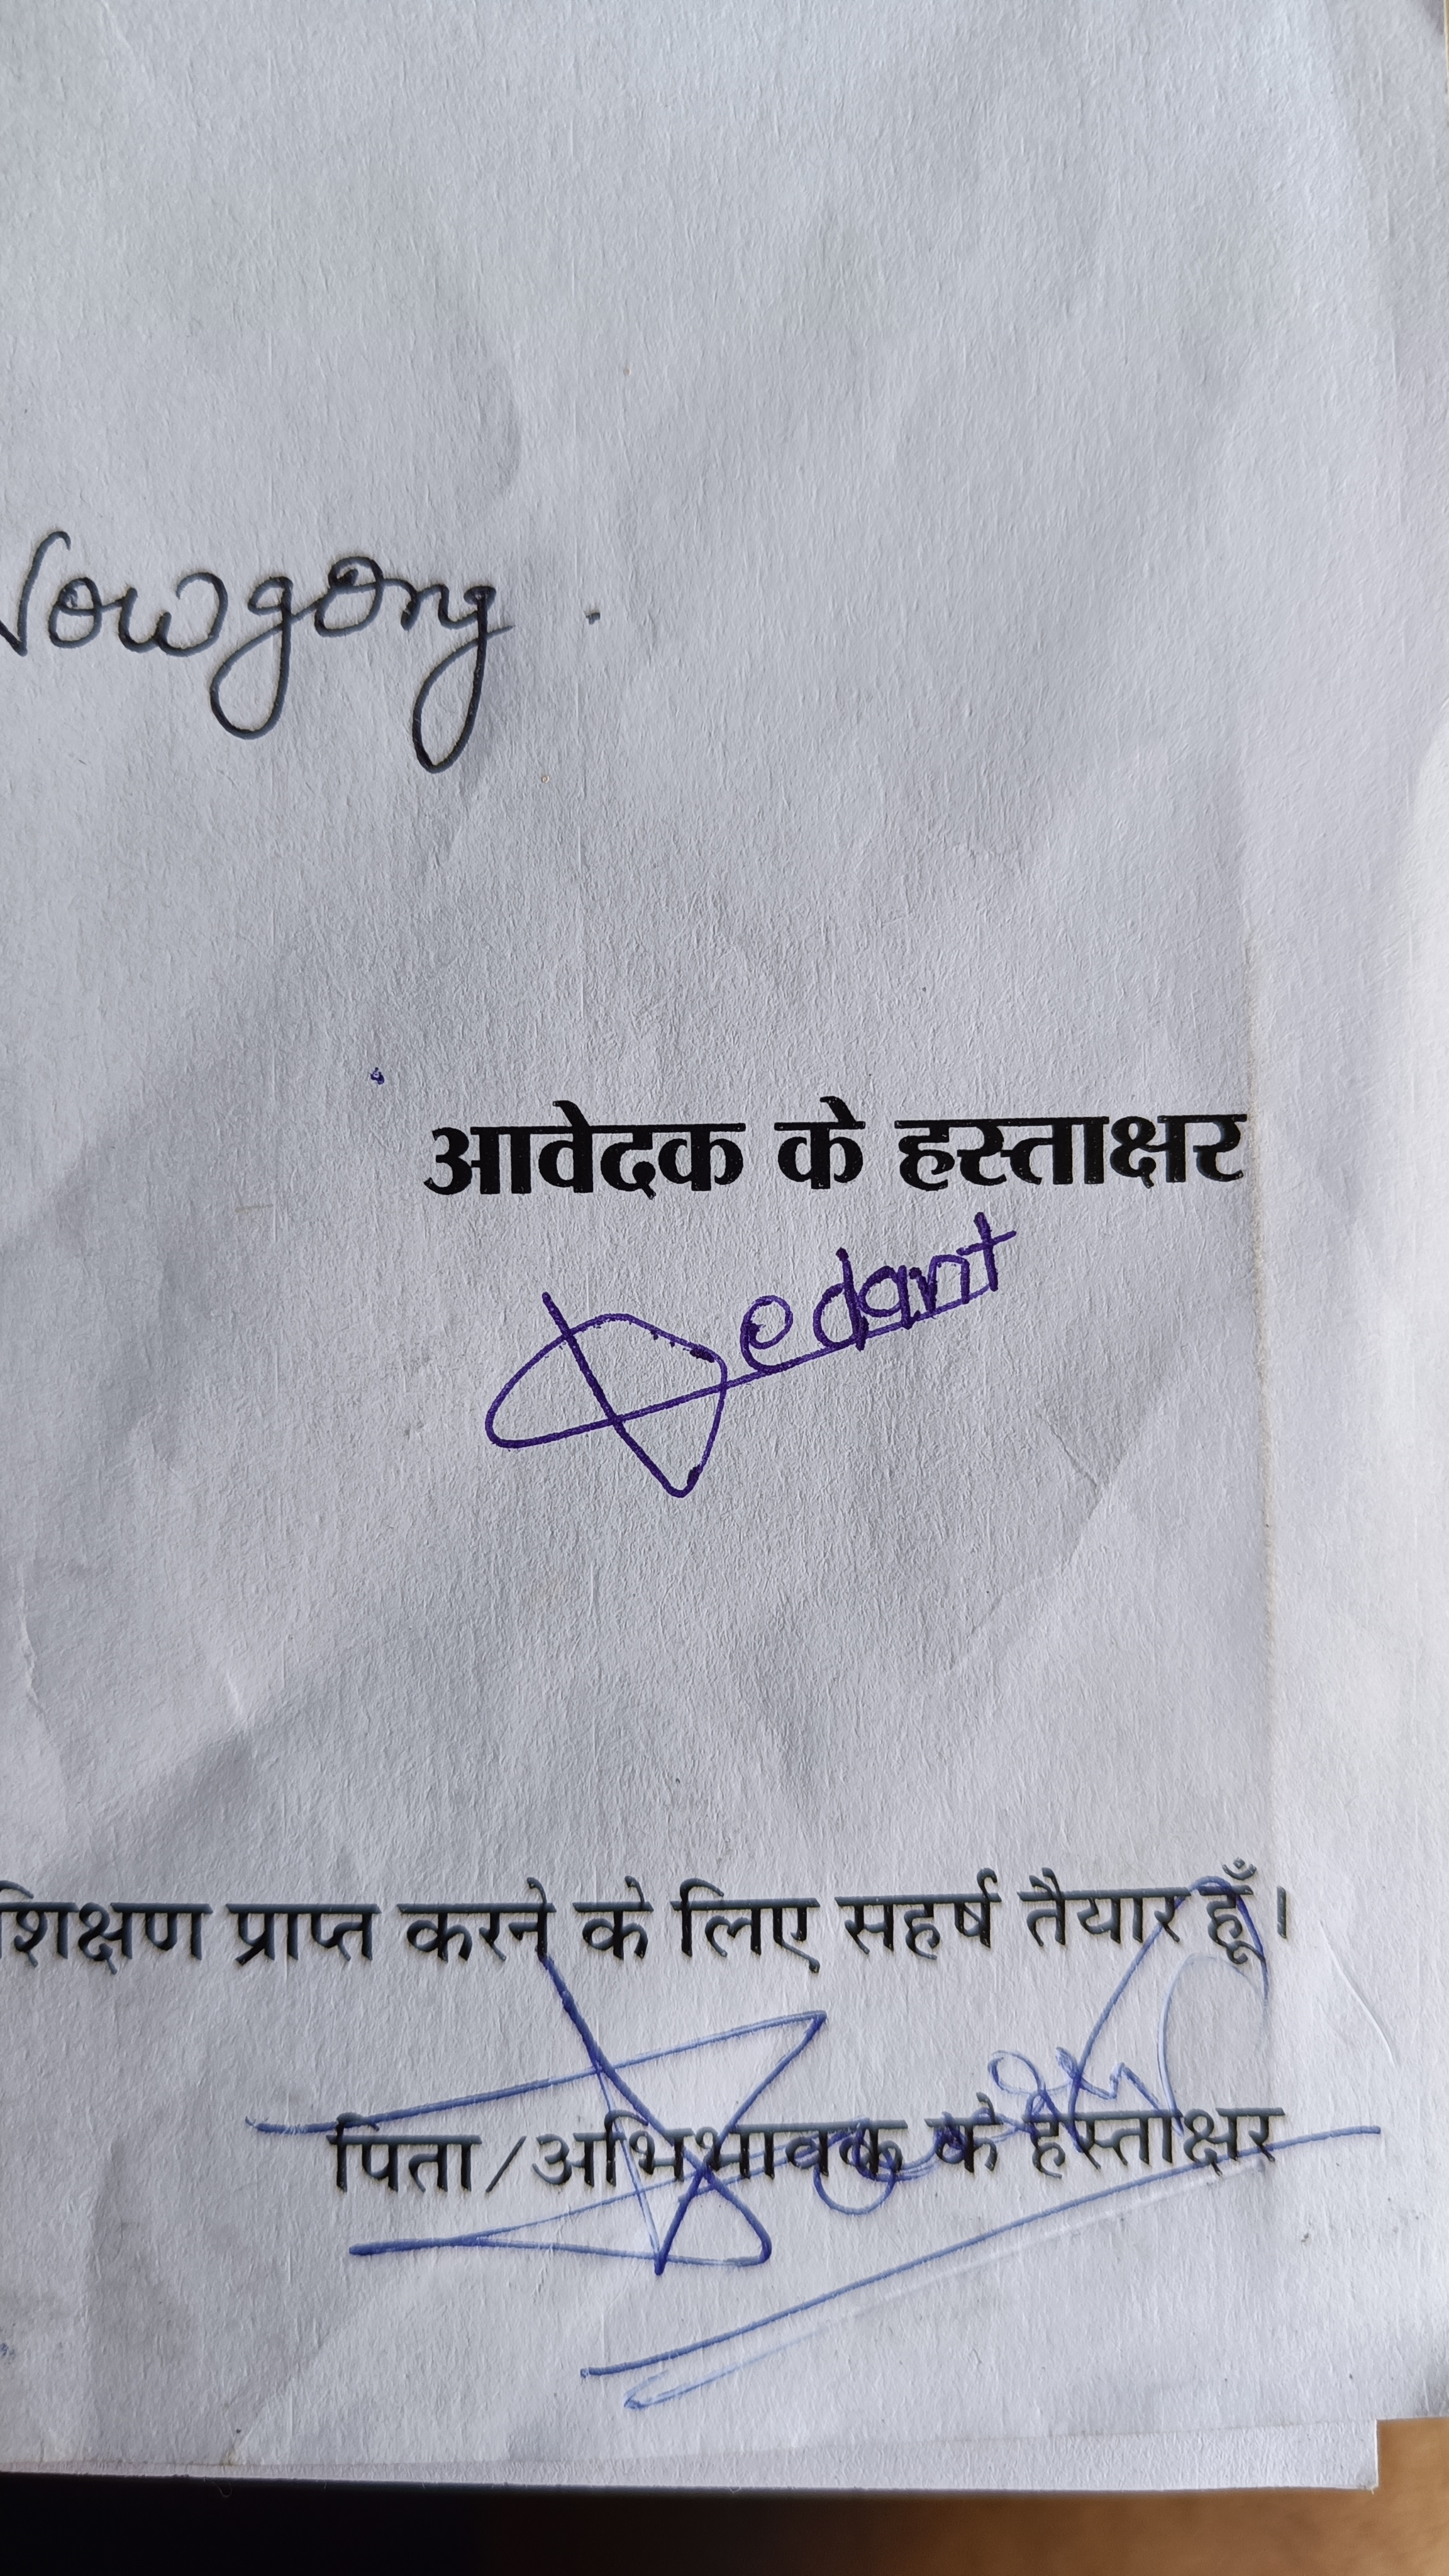 Nowgong.
आवेदक के हस्ताक्षर
Vedant
शिक्षण प्राप्त करने के लिए सहर्ष तैयार हूँ।
पिता/अभिभावक के हस्ताक्षर